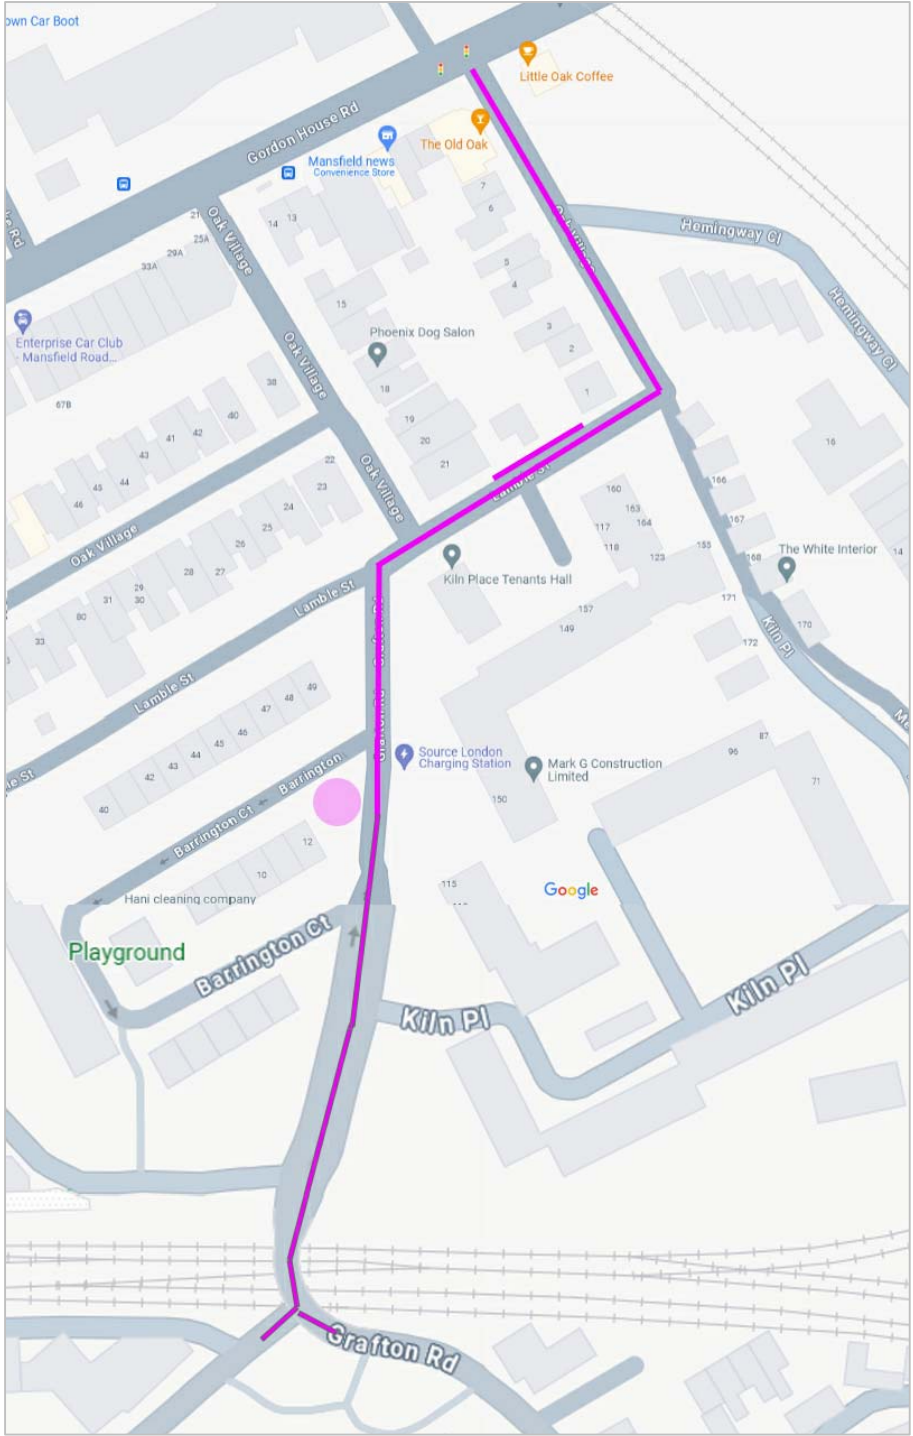 own Car Boot
Little Oak Coffee
Gordon House Rd
The Old Oak
Mansfield news
Convenience Store
7
6
14
13
21
25A
29A
33A
Oak Village
Hemingway Cl
5
4
15
3
2
1
Hemingway Cl
Enterprise Car Club
- Mansfield Road...
Phoenix Dog Salon
Oak Village
38
18
67B
40
19
42
41
20
43
16
21
22
44
45
46
Oak Village
23
24
25
26
Oak Village
27
28
29
30
31
80
33
Lamble St
160
163
164
117
118
123
155
166
167
168
14
The White Interior
Kiln Place Tenants Hall
Lamble St
157
149
171
170
172
Kiln Pl
Grafton Rd
Lamble St
49
48
47
46
45
44
43
42
40
le St
Grafton Rd
Source London
Charging Station
Mark G Construction
Limited
87
96
71
150
Barrington
Barrington Ct
12
10
115
Google
Hani cleaning company
Playground
Barrington Ct
Kiln Pl
Kiln Pl
Grafton Rd